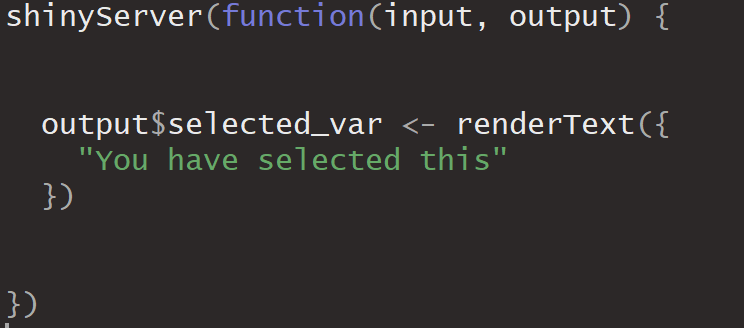 shinyServer(function(input, output) {
  output$selected_var <- renderText({
    "You have selected this"
  })
})